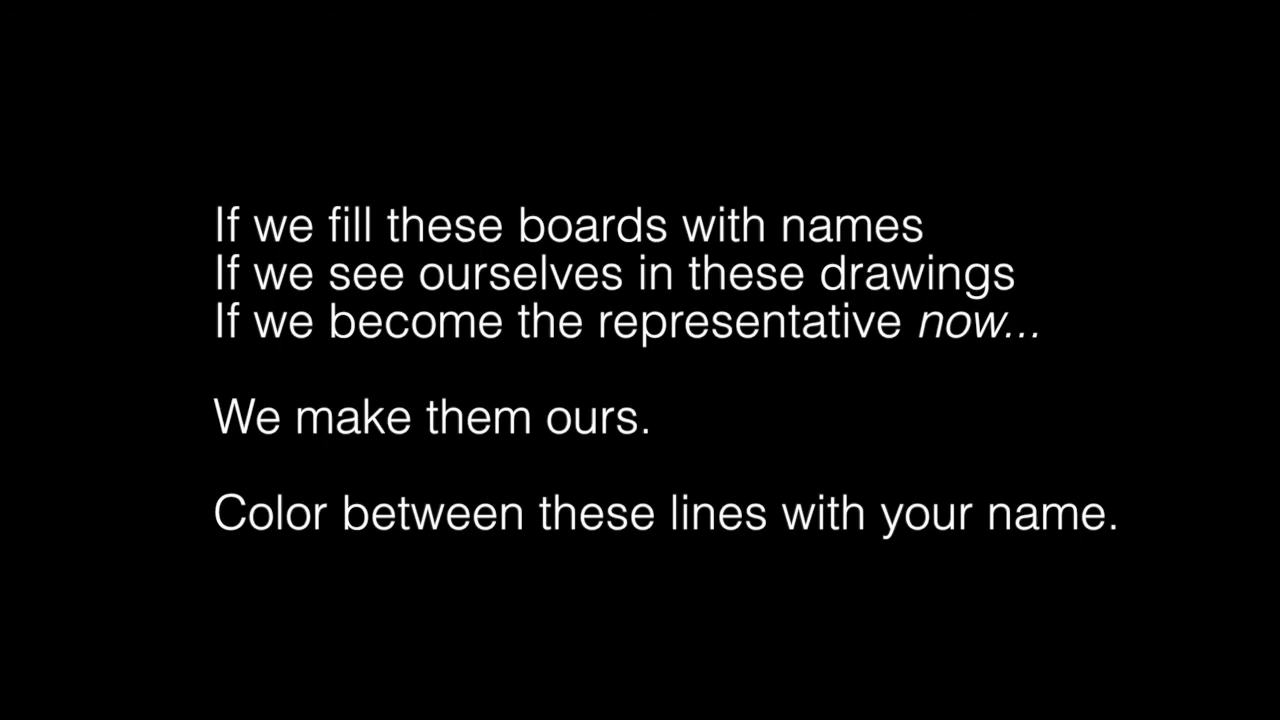 If we fill these boards with names
If we see ourselves in these drawings
If we become the representative now...
We make them ours.
Color between these lines with your name.